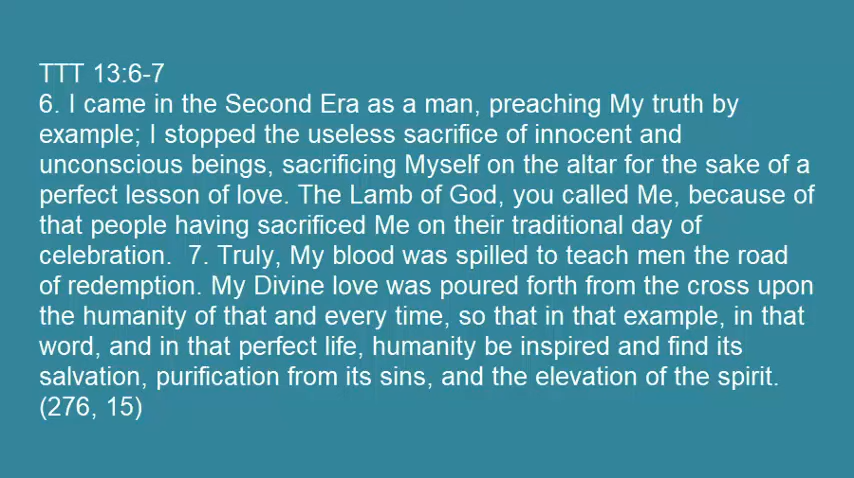 TTT 13:6-7
6. I came in the Second Era as a man, preaching My truth by
example; I stopped the useless sacrifice of innocent and
unconscious beings, sacrificing Myself on the altar for the sake of a
perfect lesson of love. The Lamb of God, you called Me, because of
that people having sacrificed Me on their traditional day of
celebration.  7. Truly, My blood was spilled to teach men the road
of redemption. My Divine love was poured forth from the cross upon
the humanity of that and every time, so that in that example, in that
word, and in that perfect life, humanity be inspired and find its
salvation, purification from its sins, and the elevation of the spirit.
(276, 15)